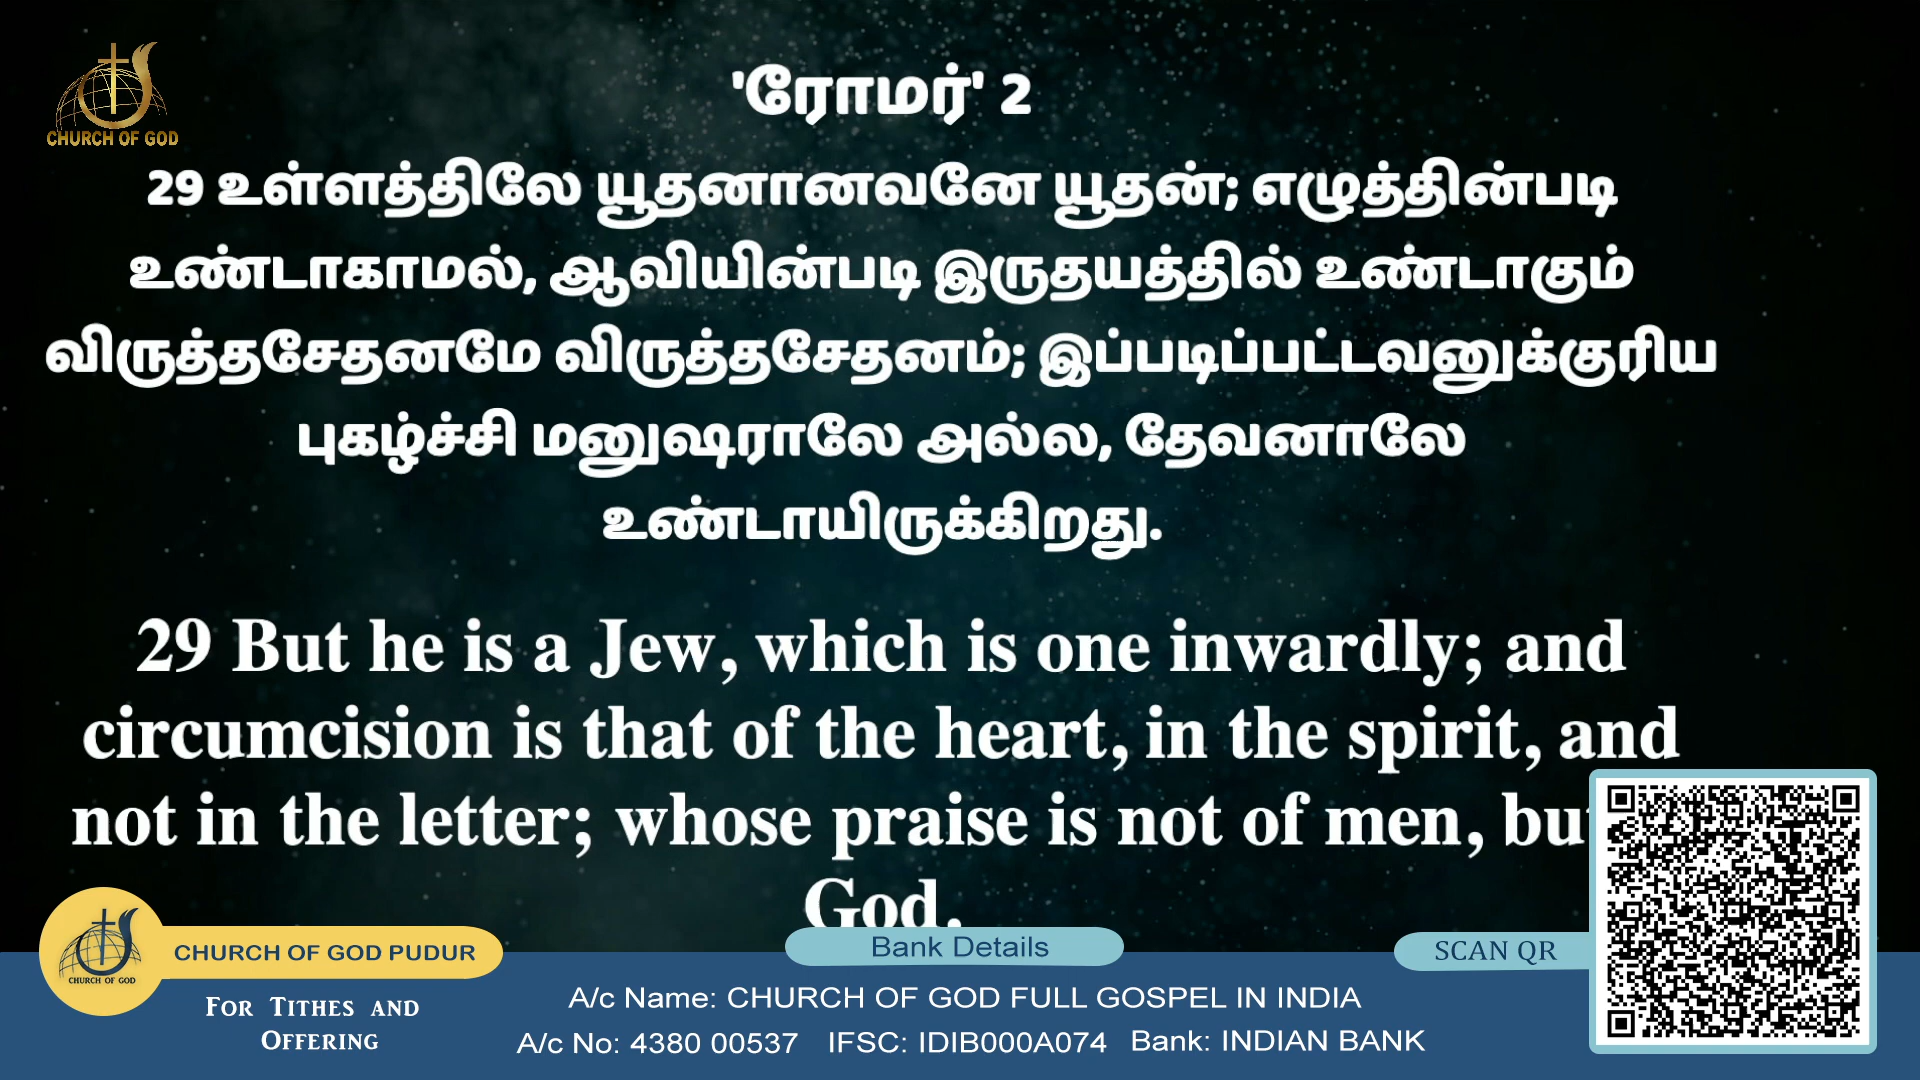 CHURCH OF GOD
'ரோமர்' 2
29 உள்ளத்திலே யூதனானவனே யூதன்; எழுத்தின்படி
உண்டாகாமல், ஆவியின்படி இருதயத்தில் உண்டாகும்
விருத்தசேதனமே விருத்தசேதனம்; இப்படிப்பட்டவனுக்குரிய
புகழ்ச்சி மனுஷராலே அல்ல, தேவனாலே
உண்டாயிருக்கிறது.
29 But he is a Jew, which is one inwardly; and
circumcision is that of the heart, in the spirit, and
not in the letter; whose praise is not of men, but
God.
CHURCH OF GOD
CHURCH OF GOD PUDUR
FOR TITHES AND
OFFERING
Bank Details
A/c Name: CHURCH OF GOD FULL GOSPEL IN INDIA
A/c No: 4380 00537 IFSC: IDIB000A074 Bank: INDIAN BANK
SCAN QR